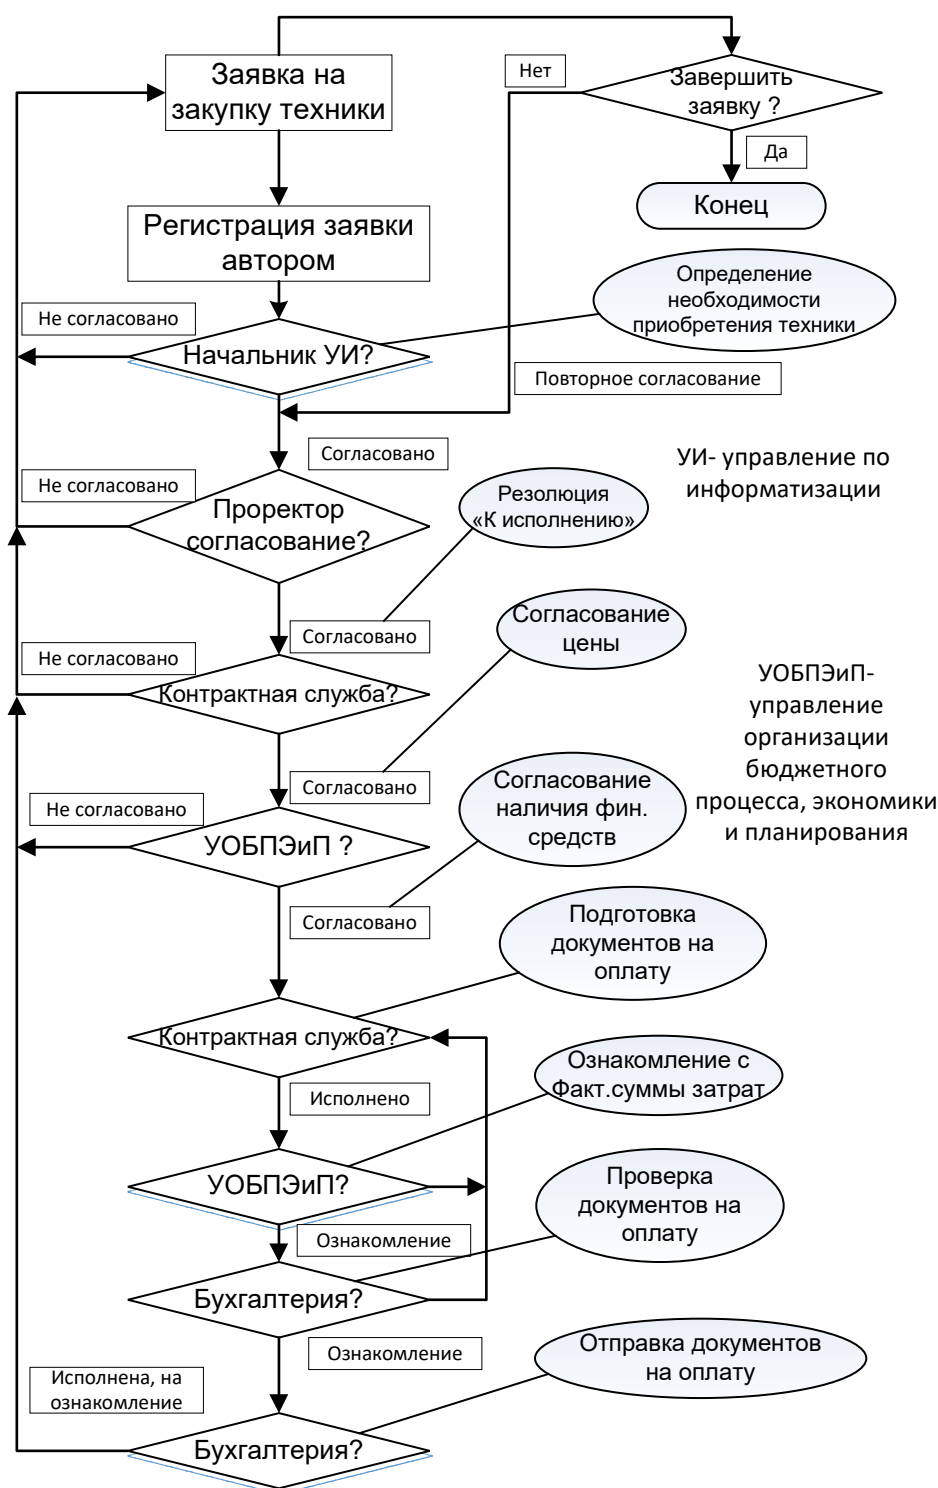 Заявка на
закупку техники
Нет
Завершить
заявку ?
Да
Конец
Регистрация заявки
автором
Определение
необходимости
приобретения техники
Не согласовано
Начальник УИ?
Повторное согласование
Согласовано
УИ- управление по
информатизации
Не согласовано
Проректор
согласование?
Резолюция
«К исполнению»
Согласовано
Согласование
цены
Не согласовано
Контрактная служба?
УОБПЭиП-
управление
организации
бюджетного
процесса, экономики
и планирования
Согласовано
Согласование
наличия фин.
средств
Не согласовано
УОБПЭиП ?
Согласовано
Подготовка
документов на
оплату
Контрактная служба?
Ознакомление с
Факт.суммы затрат
Исполнено
УОБПЭиП?
Проверка
документов на
оплату
Ознакомление
Бухгалтерия?
Ознакомление
Отправка документов
на оплату
Исполнена, на
ознакомление
Бухгалтерия?